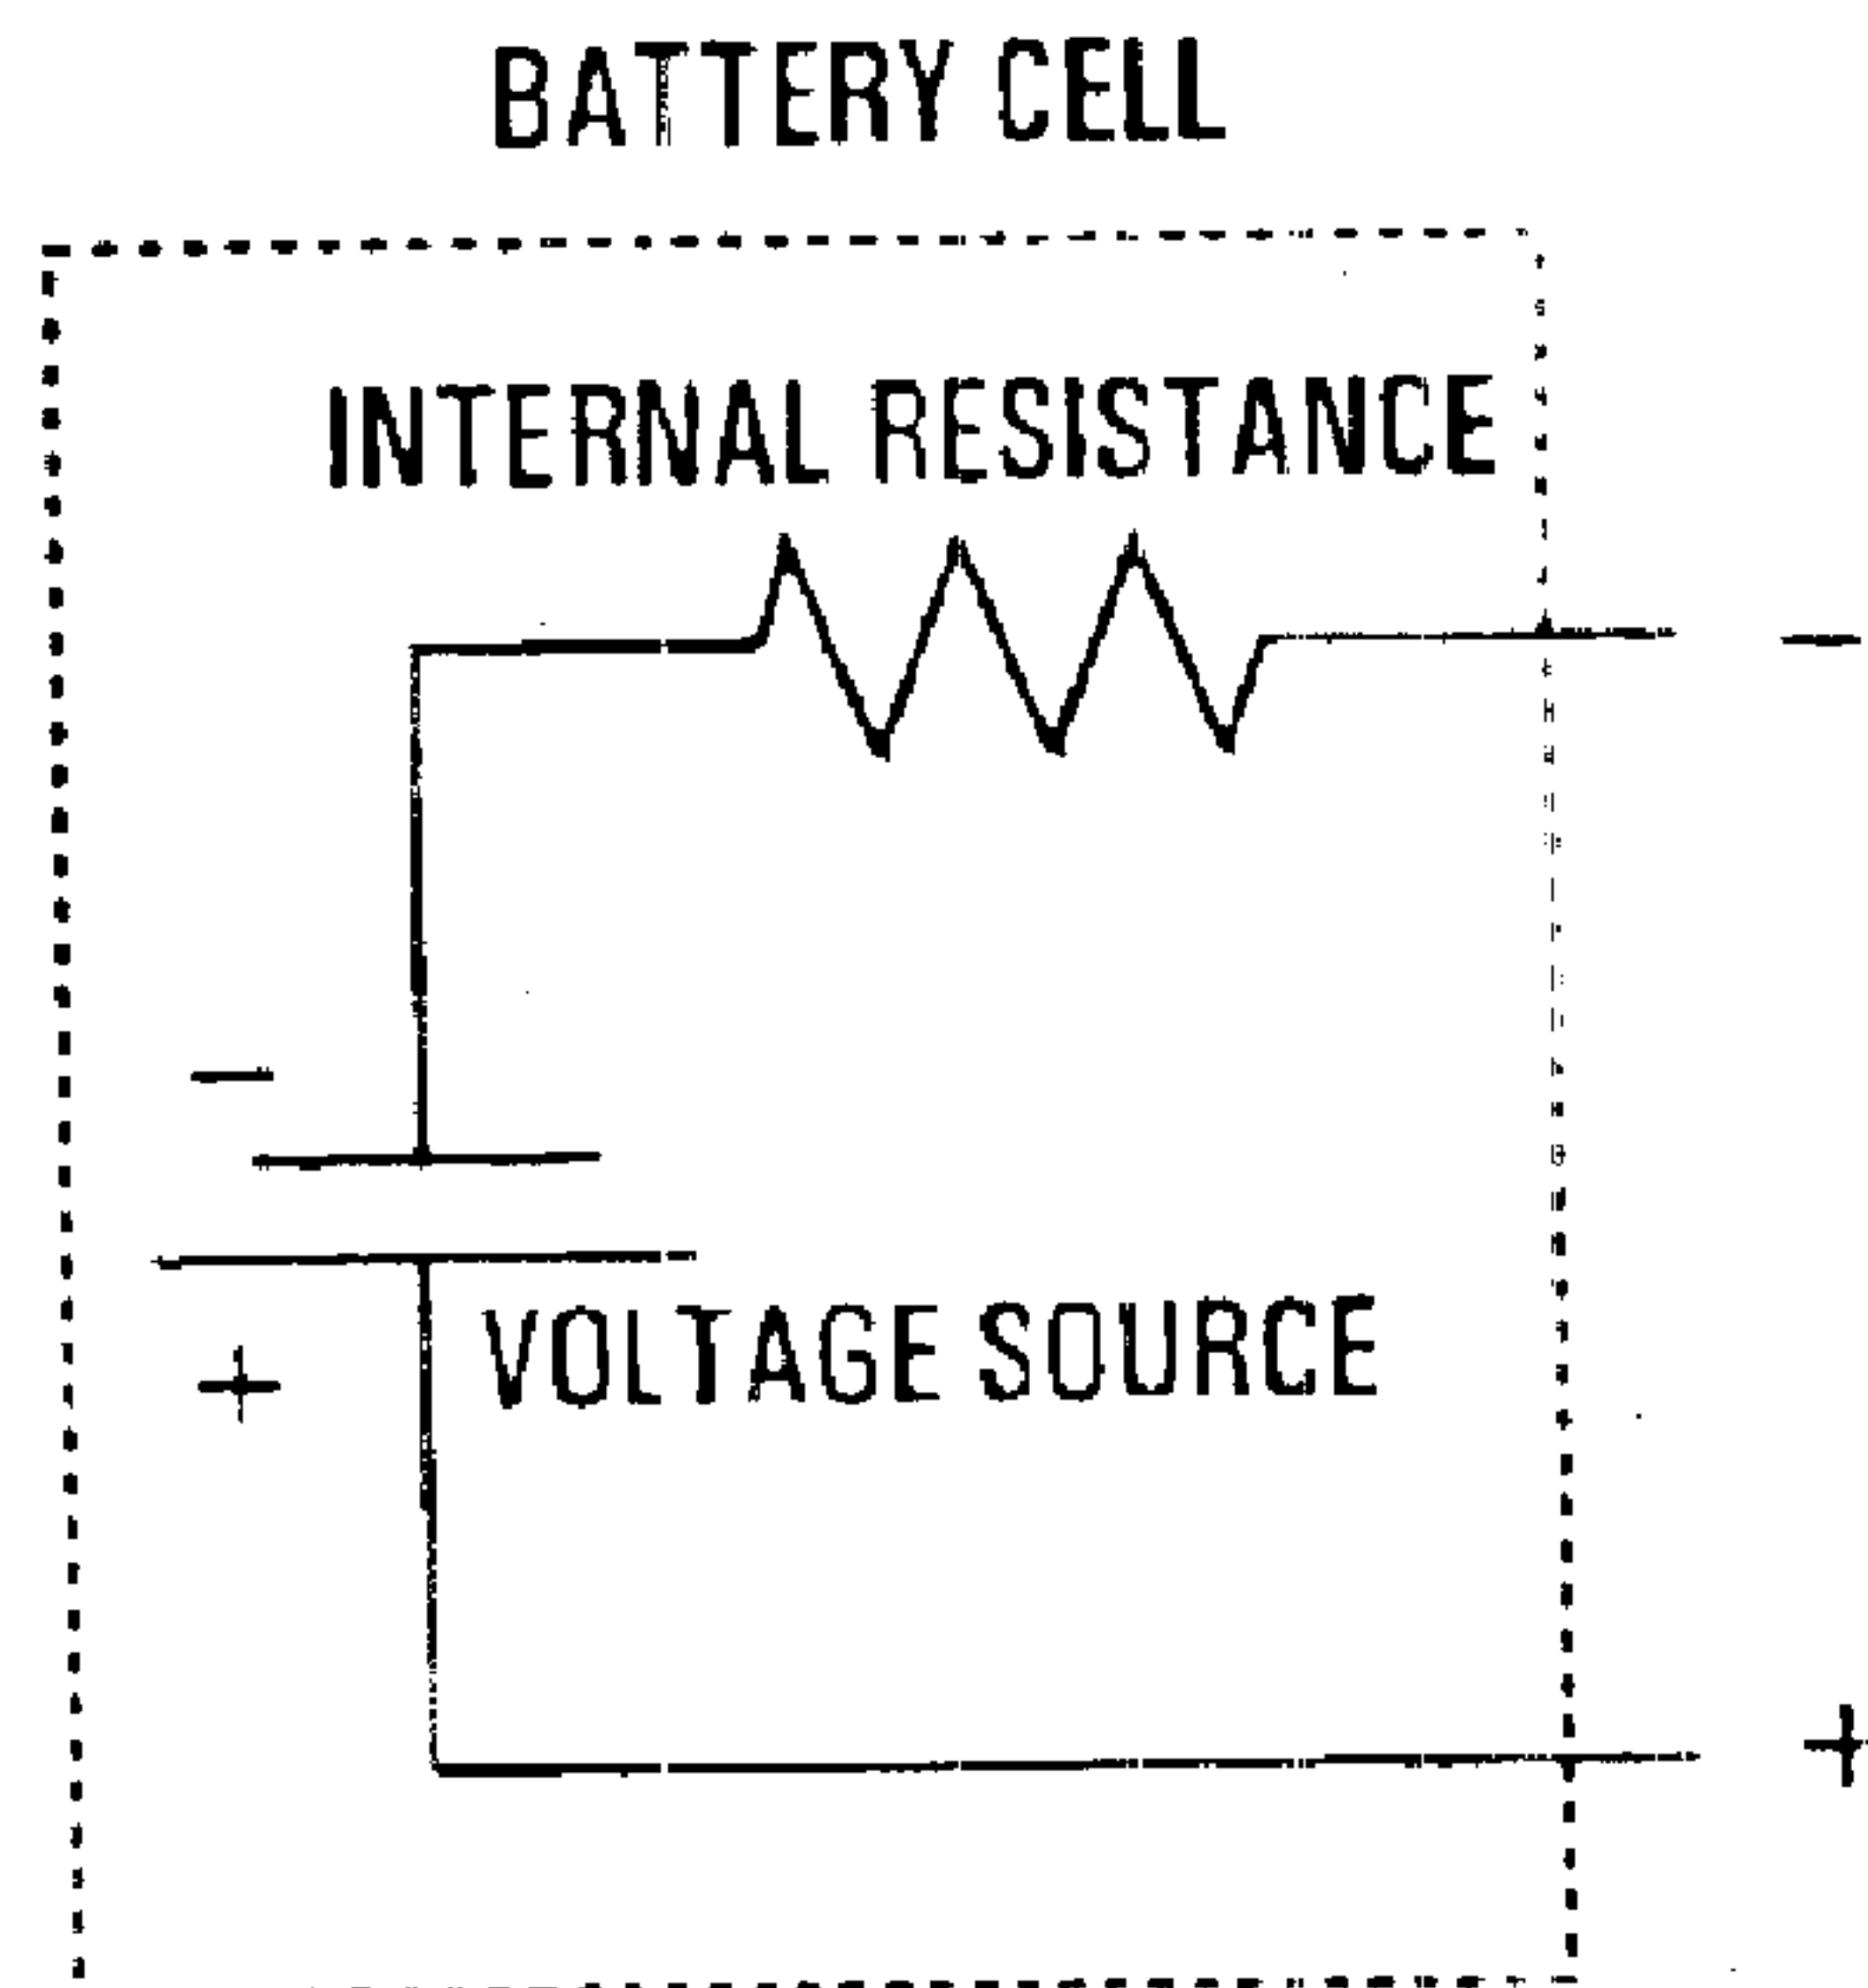 BATTERY CELL
INTERNAL RESISTANCE
-
-
VOLTAGE SOURCE
+
+